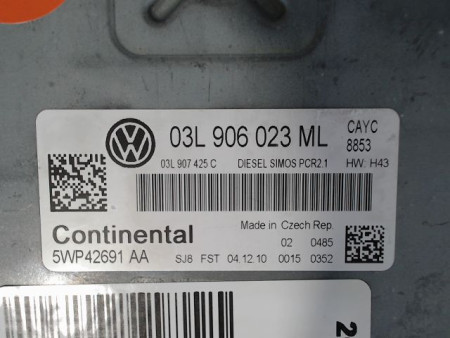 03L 906 023 ML CAYC
8853
03L 907 425 C DIESEL SIMOS PCR2.1 HW: H43
Continental Made in Czech Rep.
02 0485
5WP42691 AA SJ8 FST 04.12.10 0015 0352
2